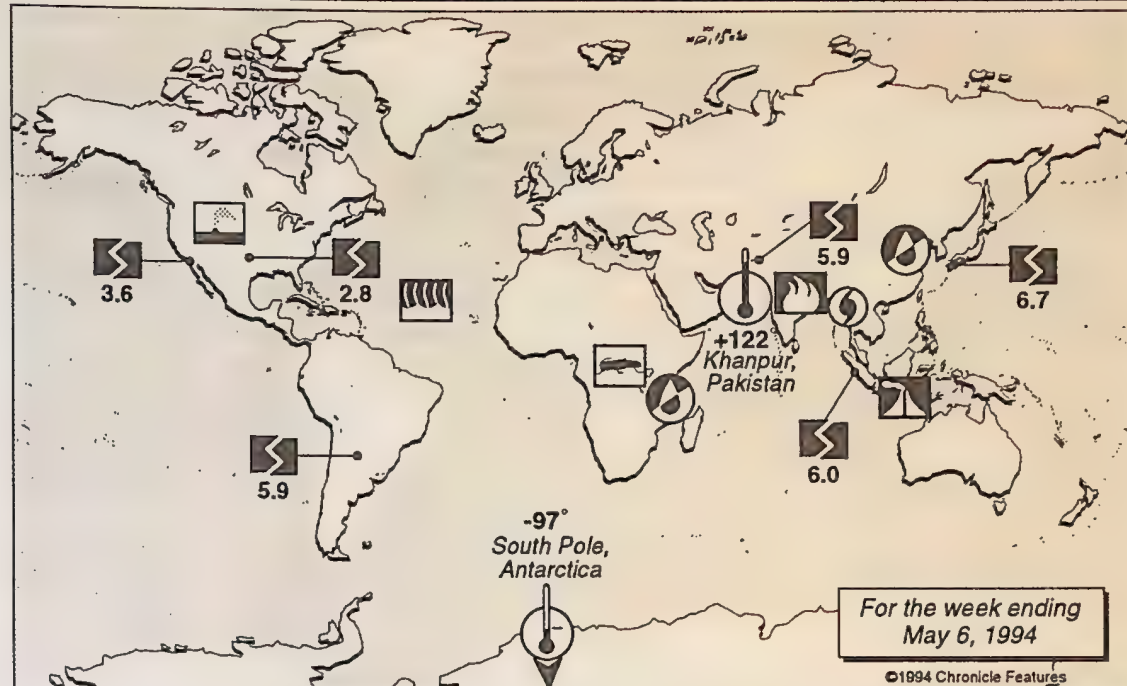 3.6
2.8
5.9
6.7
+122
Khanpur,
Pakistan
6.0
5.9
-97°
South Pole,
Antarctica
For the week ending
May 6, 1994
©1994 Chronicle Features